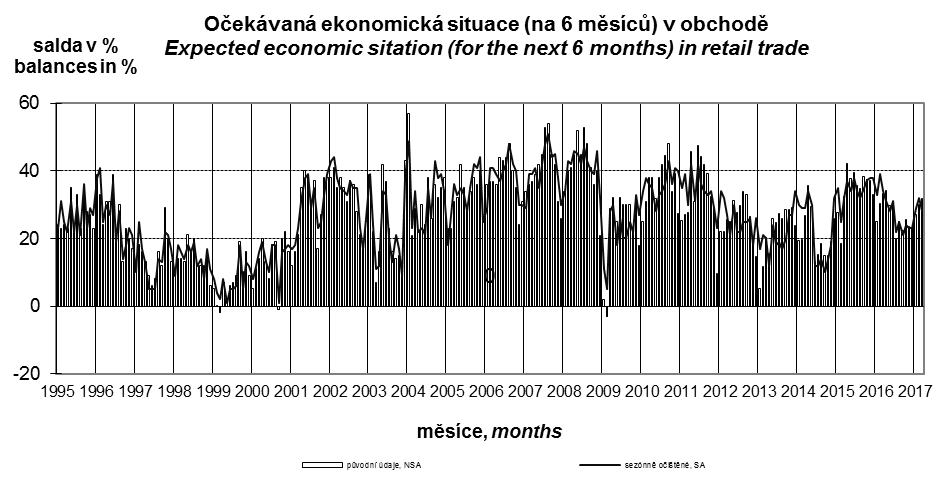 Očekávaná ekonomická situace (na 6 měsíců) v obchodě
Expected economic sitation (for the next 6 months) in retail trade
salda v %
balances in %
60
40
20
0
-20
1995 1996 1997 1998 1999 2000 2001 2002 2003 2004 2005 2006 2007 2008 2009 2010 2011 2012 2013 2014 2015 2016 2017
měsíce, months
původní údaje, NSA
sezónně očištěné, SA